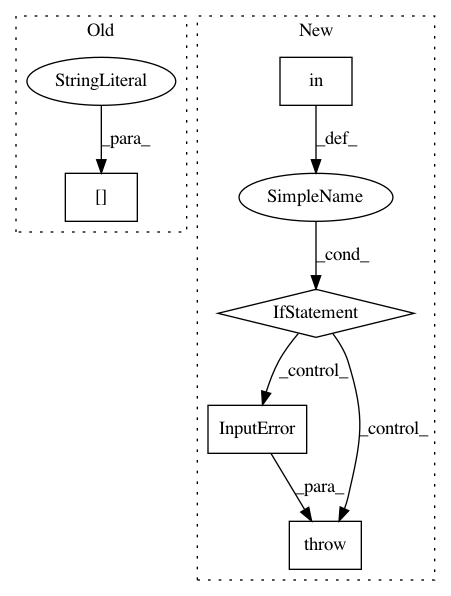 Old
New
StringLiteral
in
_para_
_def_
[]
SimpleName
_cond_
IfStatement
_control_
_control_
InputError
_para_
throw